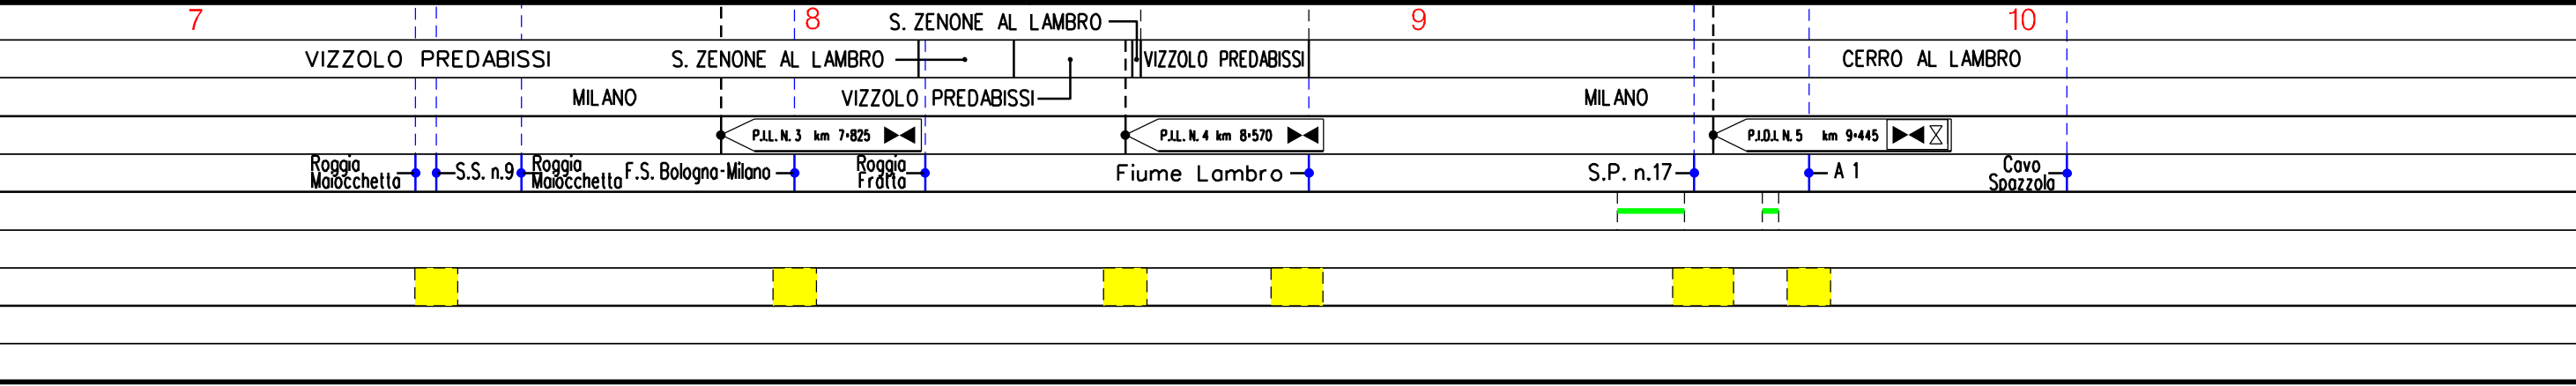 7 8 9 10
S. ZENONE AL LAMBRO
VIZZOLO PREDABISSI S. ZENONE AL LAMBRO VIZZOLO PREDABISSI CERRO AL LAMBRO
MILANO VIZZOLO PREDABISSI MILANO
P.I.L. N. 3 km 7+825 P.I.L. N. 4 km 8+570 P.I.D.I. N. 5 km 9+445
Roggia Maiocchetta
S.S. n.9
Roggia Maiocchetta
F.S. Bologna-Milano
Roggia Fratta
Fiume Lambro
S.P. n.17
A 1
Cavo Spazzola